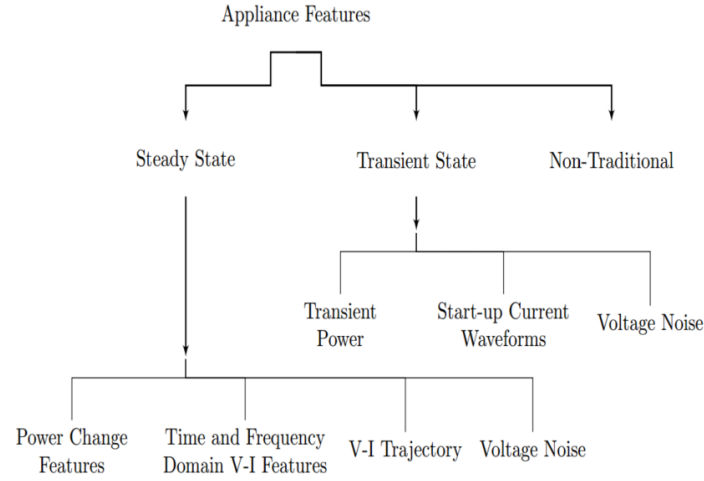 Appliance Features
Steady State
Transient State
Non-Traditional
Transient
Power
Start-up Current
Waveforms
Voltage Noise
Power Change
Features
Time and Frequency
Domain V-I Features
V-I Trajectory
Voltage Noise